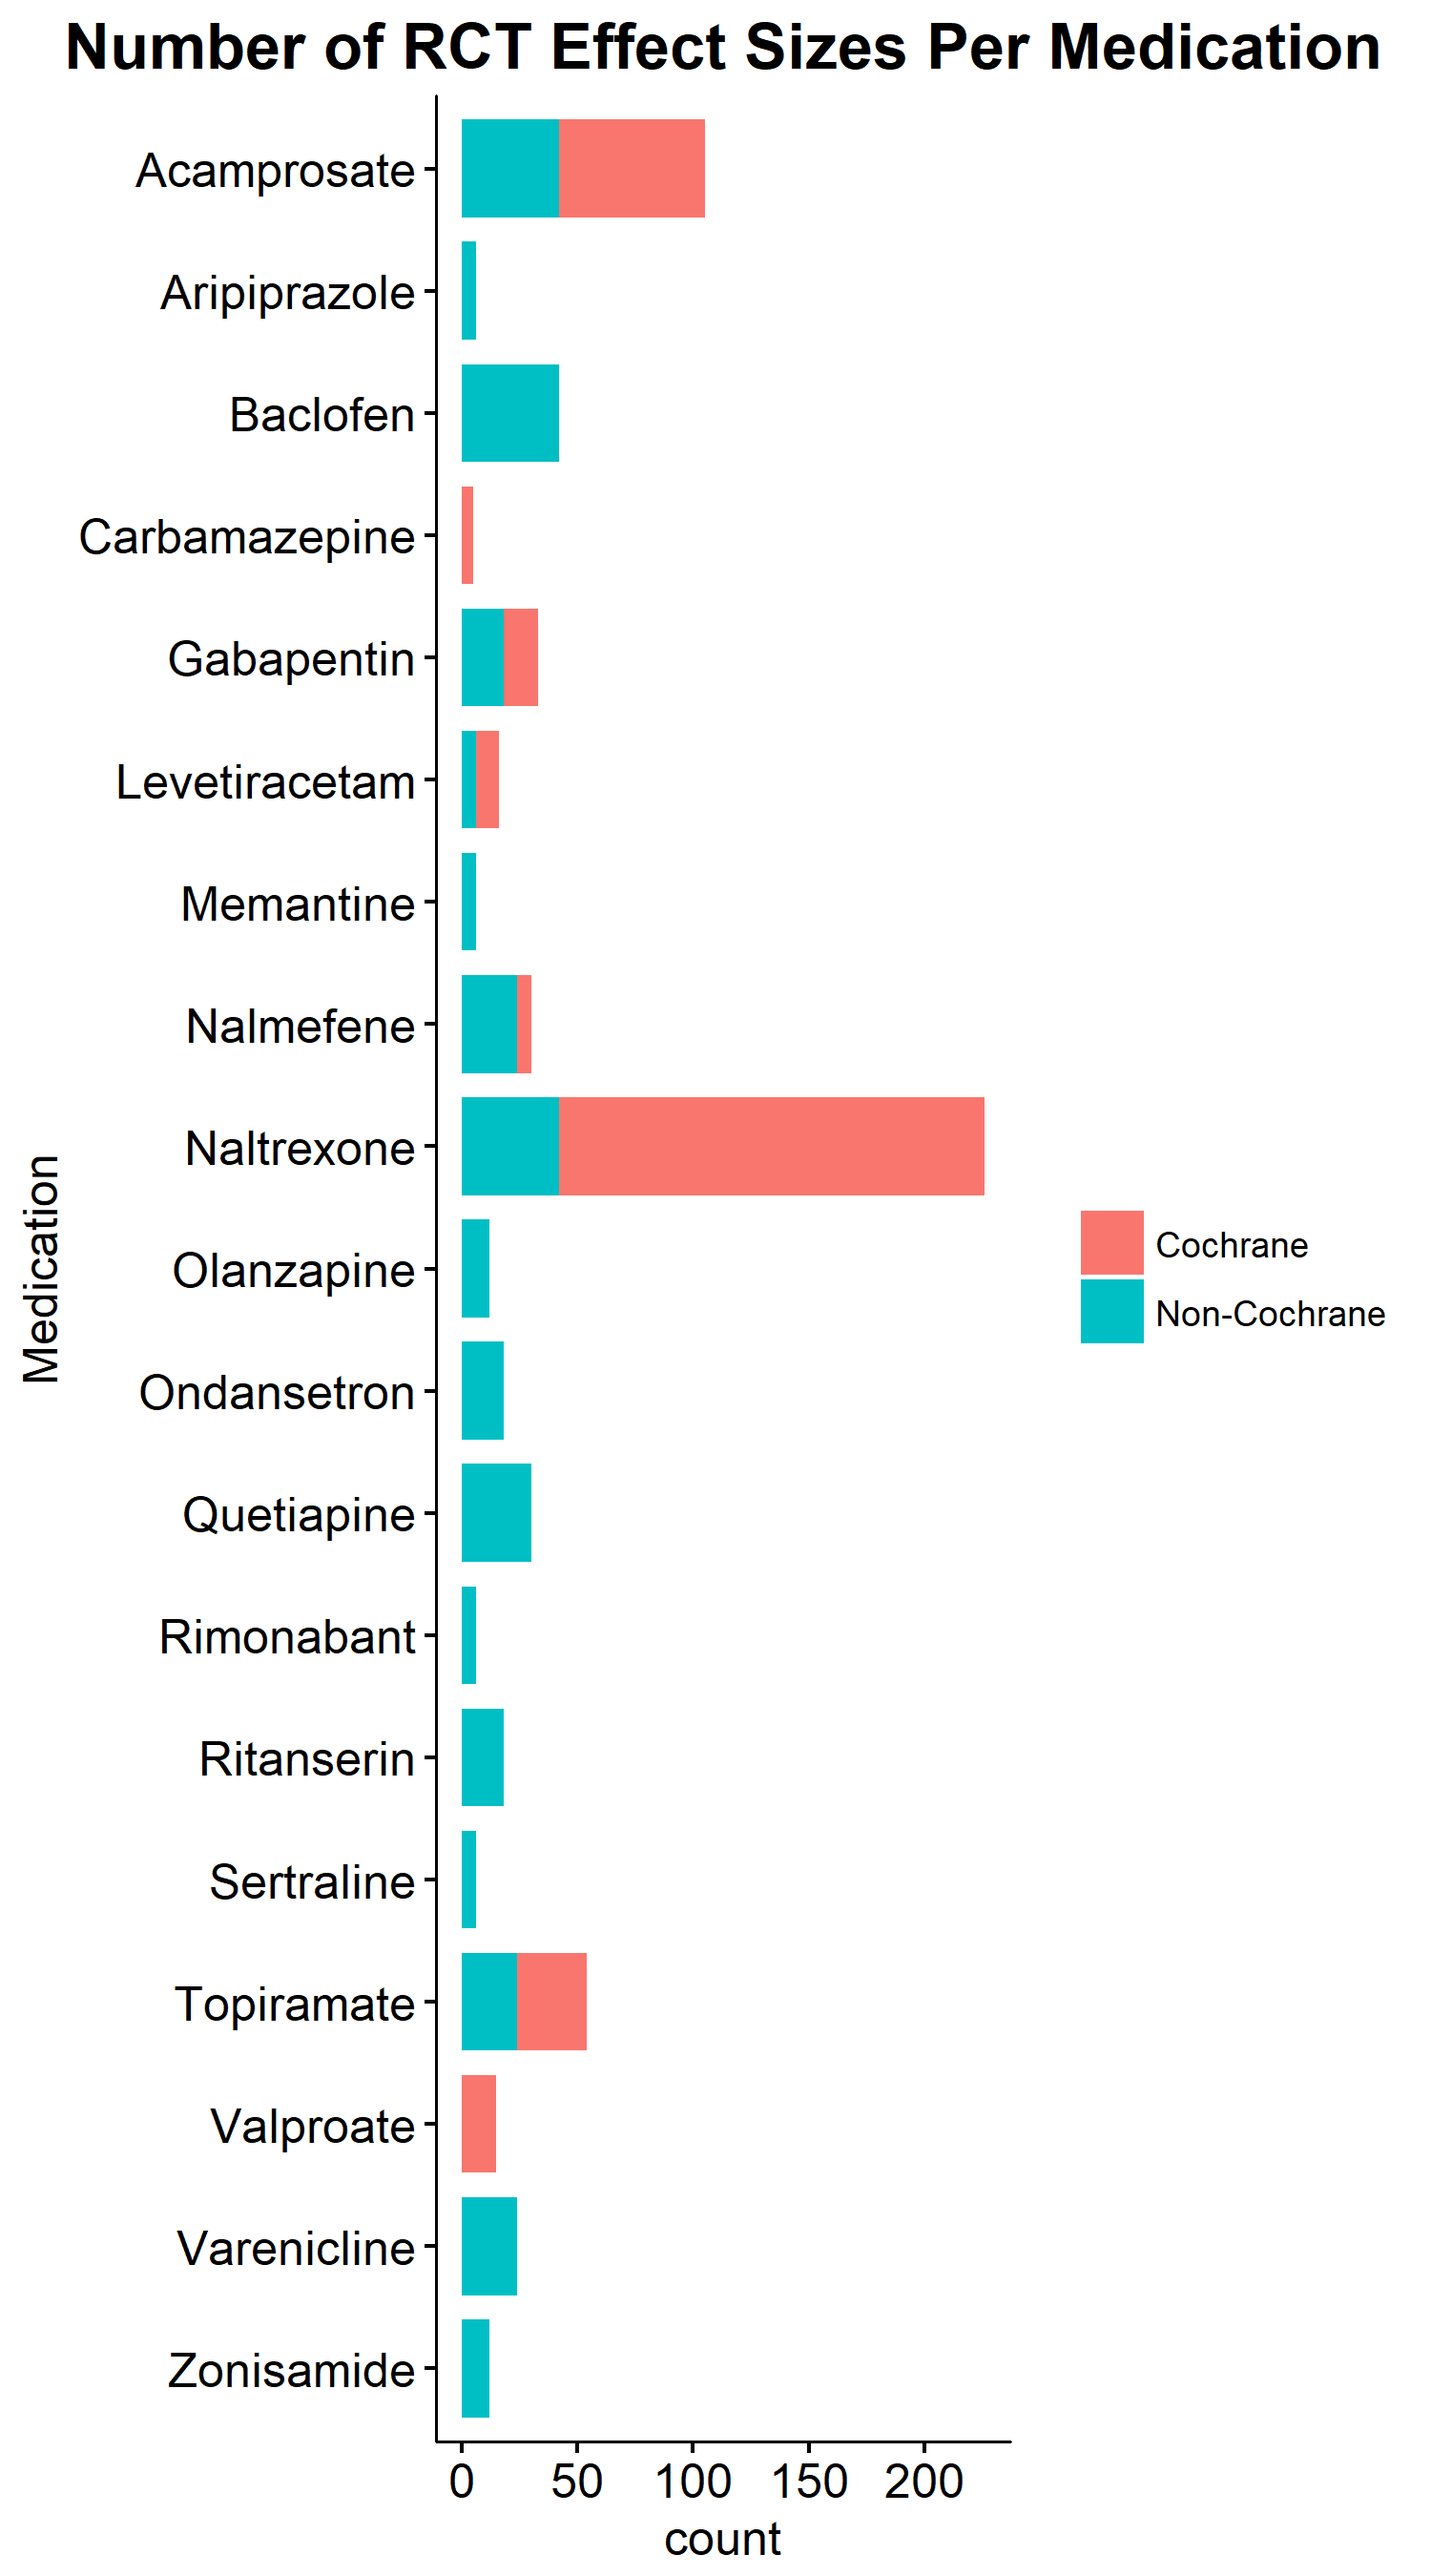 Number of RCT Effect Sizes Per Medication
Acamprosate
Aripiprazole
Baclofen
Carbamazepine
Gabapentin
Levetiracetam
Memantine
Nalmefene
Naltrexone
Olanzapine
Ondansetron
Quetiapine
Rimonabant
Ritanserin
Sertraline
Topiramate
Valproate
Varenicline
Zonisamide
Medication
Cochrane
Non-Cochrane
0 50 100 150 200
count